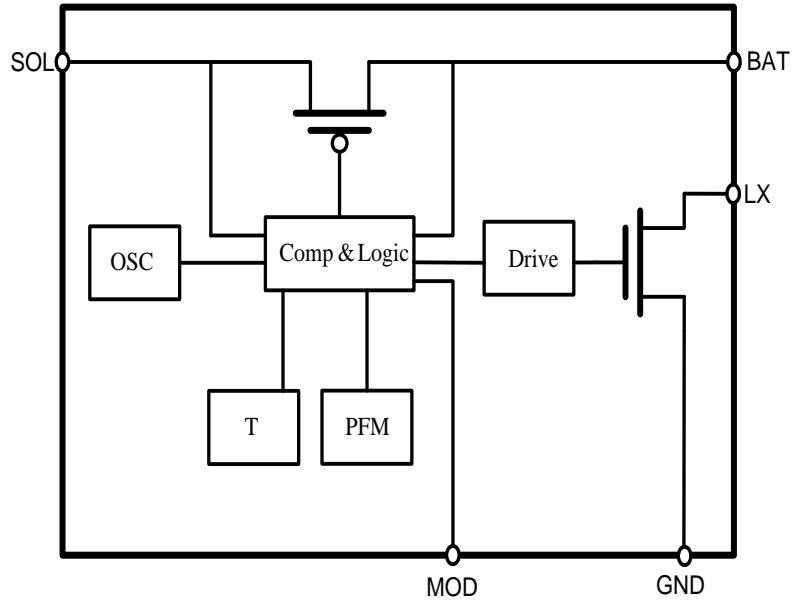 SOL
BAT
LX
OSC
Comp & Logic
Drive
T
PFM
MOD
GND